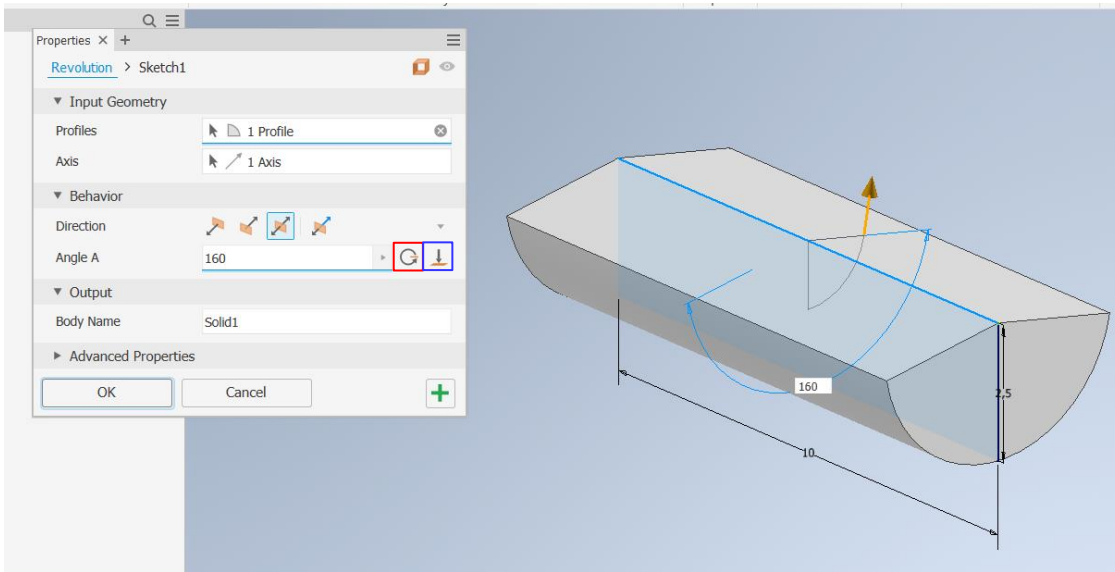 Properties × +
Revolution > Sketch1
Input Geometry
Profiles 1 Profile
Axis 1 Axis
Behavior
Direction
Angle A 160
Output
Body Name Solid1
Advanced Properties
OK Cancel
160
2,5
10